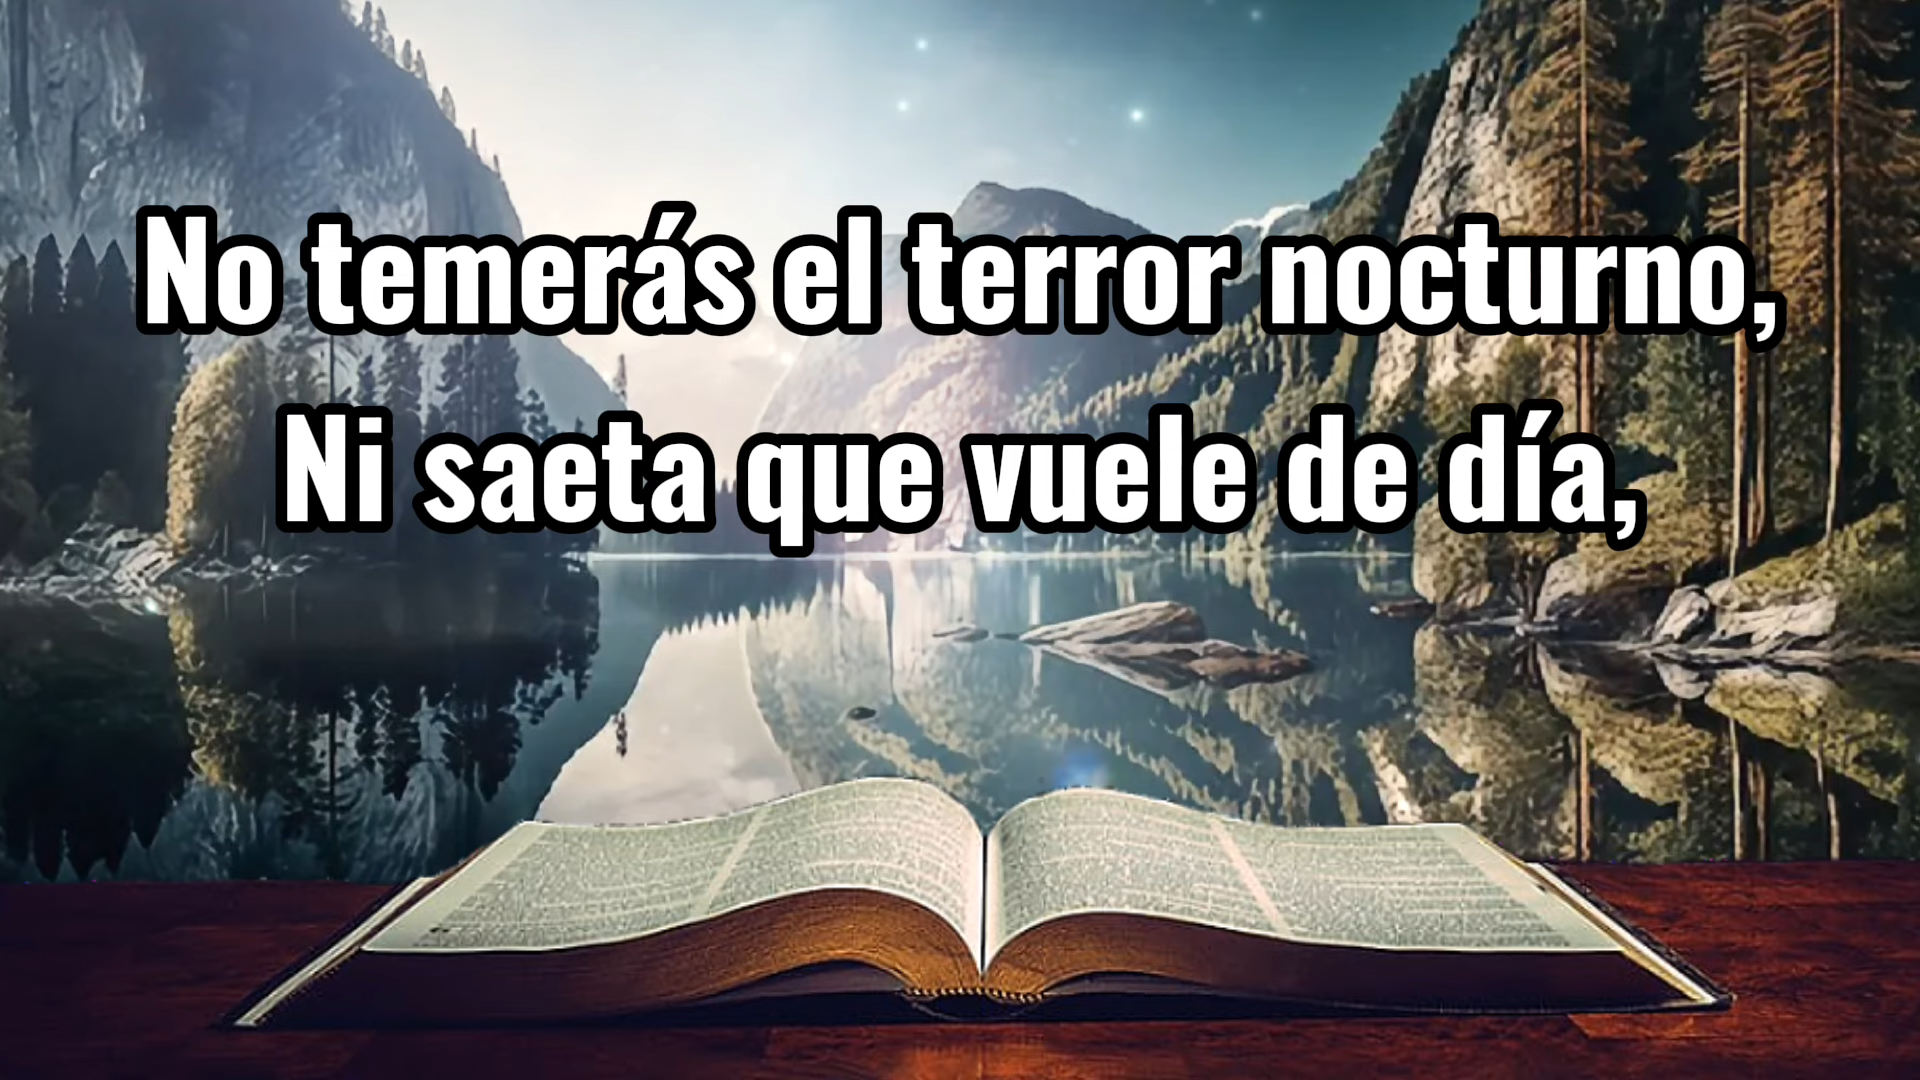 No temerás el terror nocturno,
Ni saeta que vuele de día,